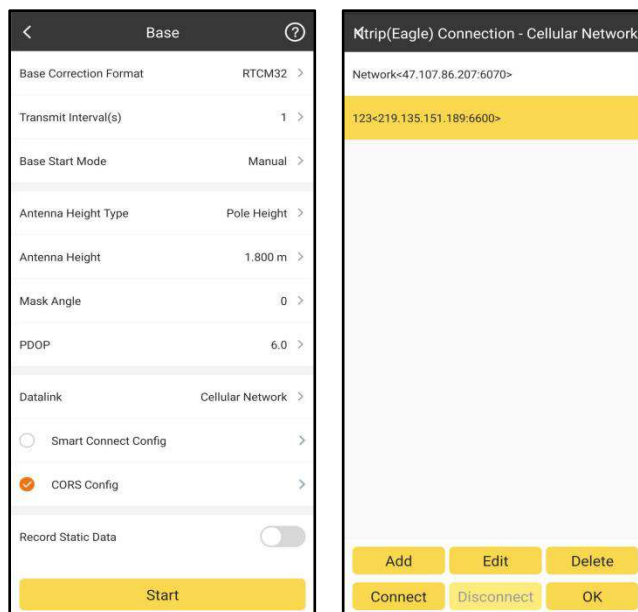 Base
Base Correction Format RTCM32
Transmit Interval(s) 1
Base Start Mode Manual
Antenna Height Type Pole Height
Antenna Height 1.800 m
Mask Angle 0
PDOP 6.0
Datalink Cellular Network
Smart Connect Config
CORS Config
Record Static Data
Start
Ntrip(Eagle) Connection - Cellular Network
Network<47.107.86.207:6070>
123<219.135.151.189:6600>
Add Edit Delete
Connect Disconnect OK